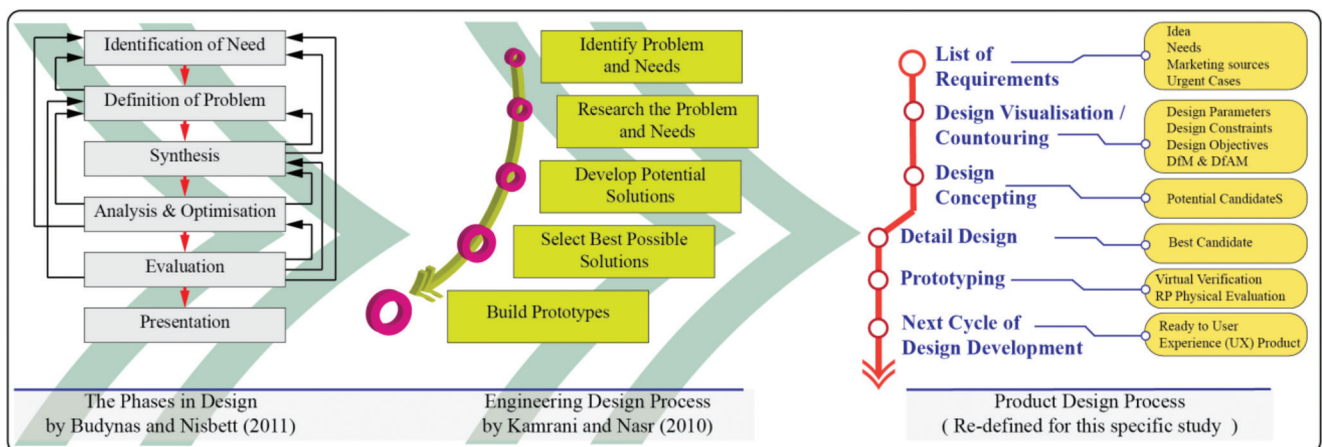 Identification of Need
Definition of Problem
Synthesis
Analysis & Optimisation
Evaluation
Presentation
The Phases in Design
by Budynas and Nisbett (2011)
Identify Problem
and Needs
Research the Problem
and Needs
Develop Potential
Solutions
Select Best Possible
Solutions
Build Prototypes
Engineering Design Process
by Kamrani and Nasr (2010)
List of
Requirements
Idea
Needs
Marketing sources
Urgent Cases
Design Visualisation /
Countouring
Design Parameters
Design Constraints
Design Objectives
DfM & DfAM
Design
Concepting
Potential CandidateS
Detail Design
Best Candidate
Prototyping
Virtual Verification
RP Physical Evaluation
Next Cycle of
Design Development
Ready to User
Experience (UX) Product
Product Design Process
( Re-defined for this specific study )